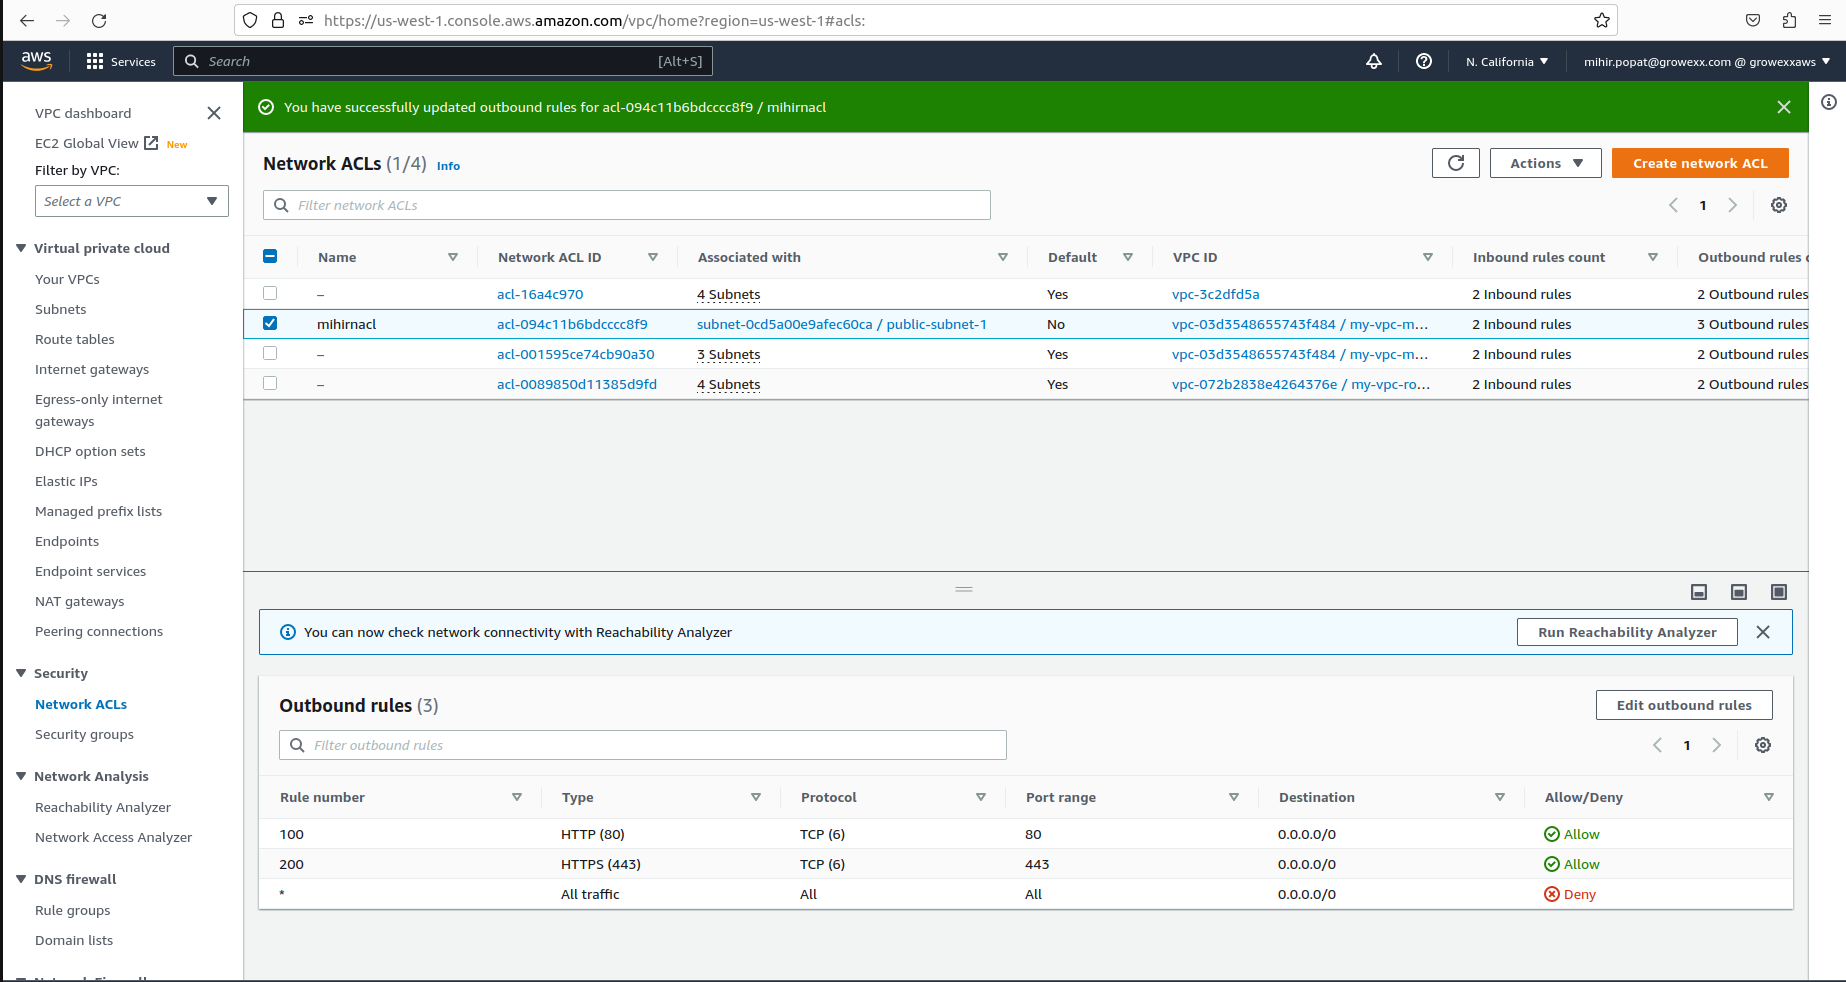 https://us-west-1.console.aws.amazon.com/vpc/home?region=us-west-1#acls:
aws Services Search [Alt+S] N. California mihir.popat@growexx.com @ growexxaws
VPC dashboard
EC2 Global View New
Filter by VPC:
Select a VPC
Virtual private cloud
Your VPCs
Subnets
Route tables
Internet gateways
Egress-only internet
gateways
DHCP option sets
Elastic IPs
Managed prefix lists
Endpoints
Endpoint services
NAT gateways
Peering connections
Security
Network ACLs
Security groups
Network Analysis
Reachability Analyzer
Network Access Analyzer
DNS firewall
Rule groups
Domain lists
You have successfully updated outbound rules for acl-094c11b6bdcccc8f9 / mihirnacl
Network ACLs (1/4) Info Actions Create network ACL
Filter network ACLs 1
Name Network ACL ID Associated with Default VPC ID Inbound rules count Outbound rules c
– acl-16a4c970 4 Subnets Yes vpc-3c2dfd5a 2 Inbound rules 2 Outbound rules
mihirnacl acl-094c11b6bdcccc8f9 subnet-0cd5a00e9afec60ca / public-subnet-1 No vpc-03d3548655743f484 / my-vpc-m… 2 Inbound rules 3 Outbound rules
– acl-001595ce74cb90a30 3 Subnets Yes vpc-03d3548655743f484 / my-vpc-m… 2 Inbound rules 2 Outbound rules
– acl-0089850d11385d9fd 4 Subnets Yes vpc-072b2838e4264376e / my-vpc-ro… 2 Inbound rules 2 Outbound rules
You can now check network connectivity with Reachability Analyzer Run Reachability Analyzer
Outbound rules (3) Edit outbound rules
Filter outbound rules 1
Rule number Type Protocol Port range Destination Allow/Deny
100 HTTP (80) TCP (6) 80 0.0.0.0/0 Allow
200 HTTPS (443) TCP (6) 443 0.0.0.0/0 Allow
* All traffic All All 0.0.0.0/0 Deny